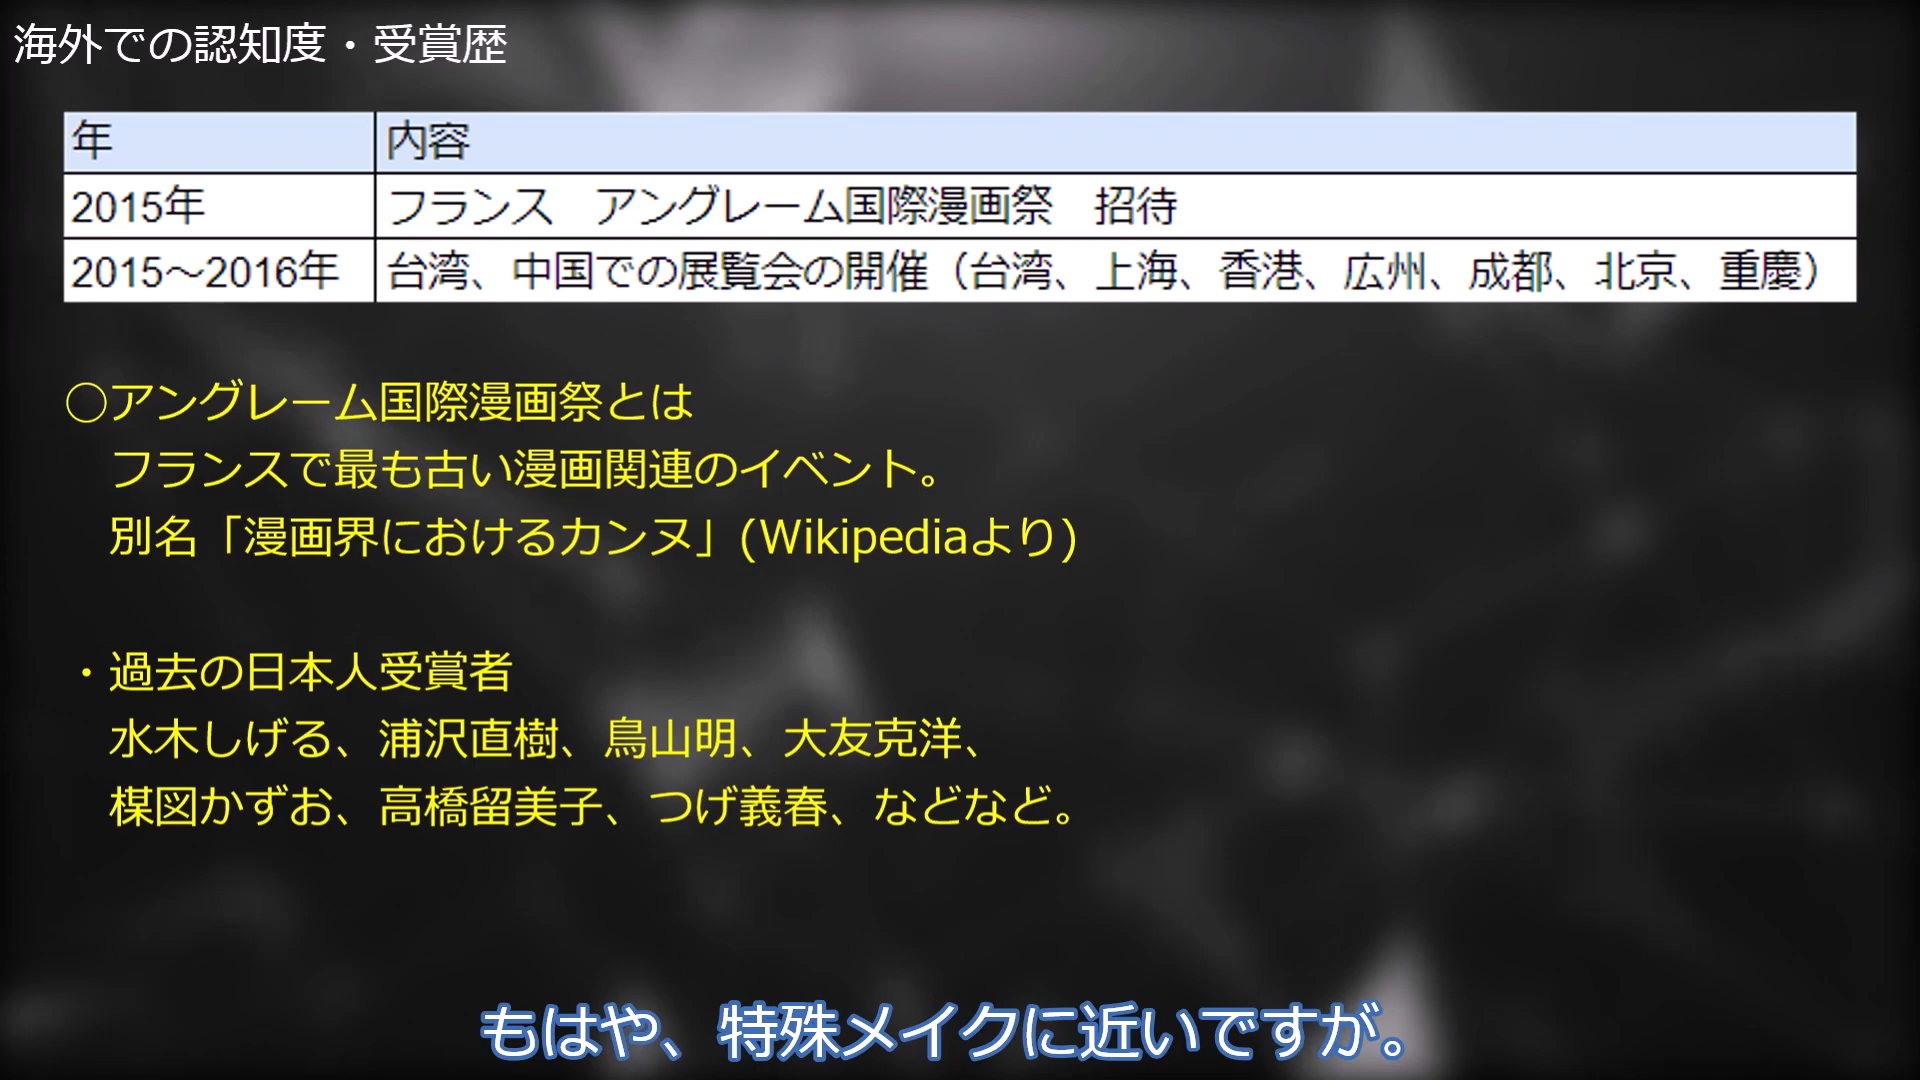 海外での認知度・受賞歴
年 内容
2015年 フランス　アングレーム国際漫画祭　招待
2015～2016年 台湾、中国での展覧会の開催（台湾、上海、香港、広州、成都、北京、重慶）
○アングレーム国際漫画祭とは
フランスで最も古い漫画関連のイベント。
別名「漫画界におけるカンヌ」(Wikipediaより)
・過去の日本人受賞者
水木しげる、浦沢直樹、鳥山明、大友克洋、
楳図かずお、高橋留美子、つげ義春、などなど。
もはや、特殊メイクに近いですが。